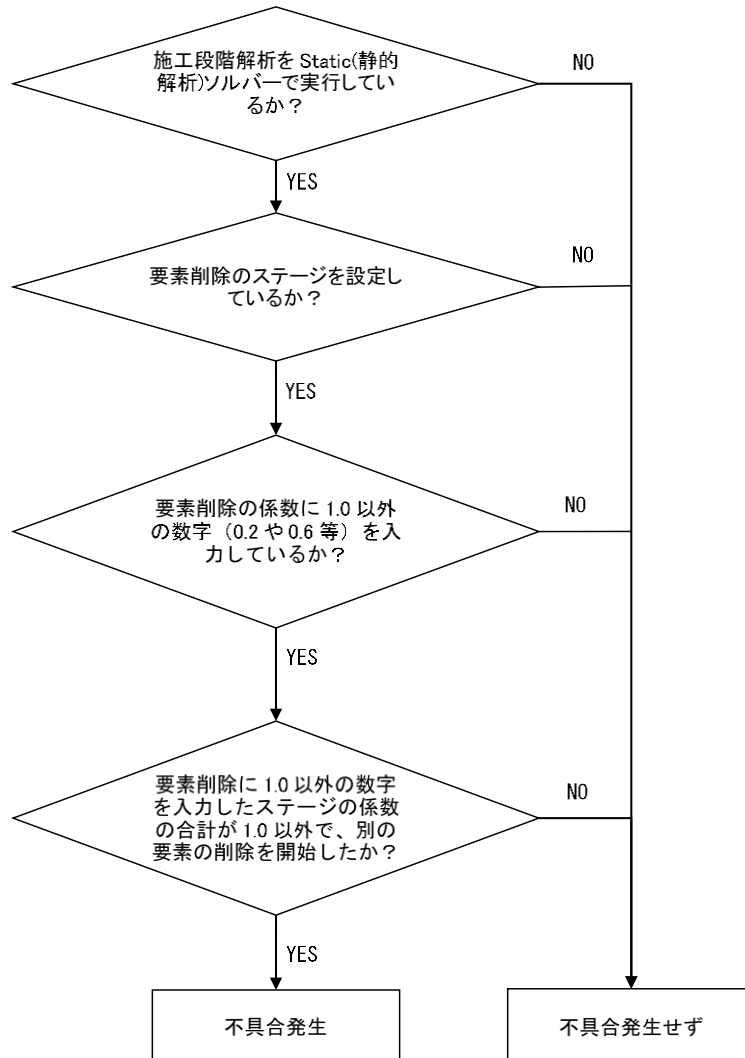 施工段階解析を Static(静的
解析)ソルバーで実行してい
るか？
NO
YES
要素削除のステージを設定し
ているか？
NO
YES
要素削除の係数に 1.0 以外
の数字（0.2 や 0.6 等）を入
力しているか？
NO
YES
要素削除に 1.0 以外の数字
を入力したステージの係数
の合計が 1.0 以外で、別の
要素の削除を開始したか？
NO
YES
不具合発生
不具合発生せず